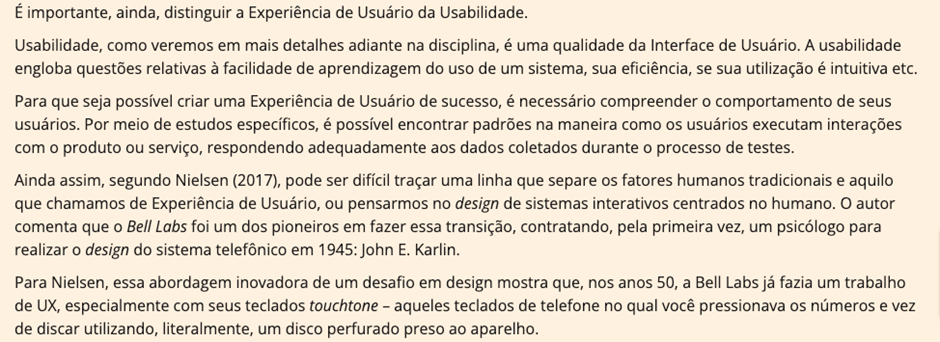 É importante, ainda, distinguir a Experiência de Usuário da Usabilidade.
Usabilidade, como veremos em mais detalhes adiante na disciplina, é uma qualidade da Interface de Usuário. A usabilidade
engloba questões relativas à facilidade de aprendizagem do uso de um sistema, sua eficiência, se sua utilização é intuitiva etc.
Para que seja possível criar uma Experiência de Usuário de sucesso, é necessário compreender o comportamento de seus
usuários. Por meio de estudos específicos, é possível encontrar padrões na maneira como os usuários executam interações
com o produto ou serviço, respondendo adequadamente aos dados coletados durante o processo de testes.
Ainda assim, segundo Nielsen (2017), pode ser difícil traçar uma linha que separe os fatores humanos tradicionais e aquilo
que chamamos de Experiência de Usuário, ou pensarmos no design de sistemas interativos centrados no humano. O autor
comenta que o Bell Labs foi um dos pioneiros em fazer essa transição, contratando, pela primeira vez, um psicólogo para
realizar o design do sistema telefônico em 1945: John E. Karlin.
Para Nielsen, essa abordagem inovadora de um desafio em design mostra que, nos anos 50, a Bell Labs já fazia um trabalho
de UX, especialmente com seus teclados touchtone – aqueles teclados de telefone no qual você pressionava os números e vez
de discar utilizando, literalmente, um disco perfurado preso ao aparelho.